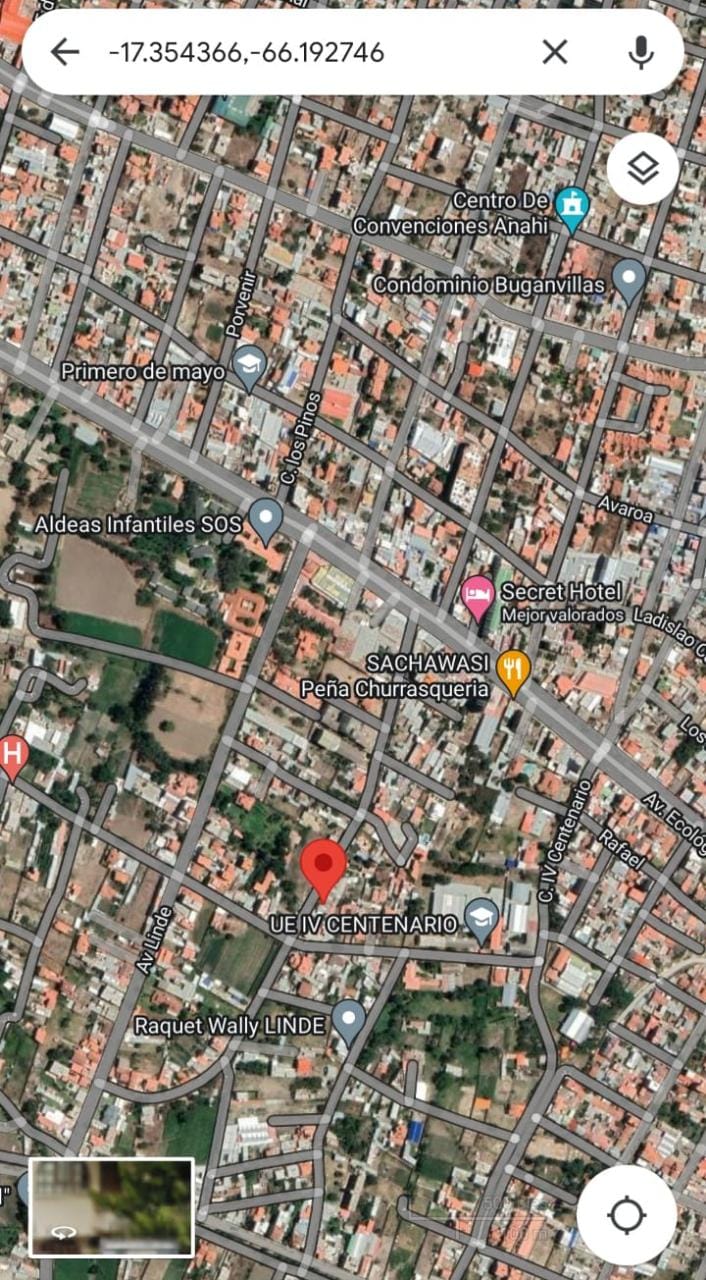 -17.354366,-66.192746
Centro De
Convenciones Anahi
Condominio Buganvillas
Porvenir
Primero de mayo
C. los Pinos
Avaroa
Aldeas Infantiles SOS
Secret Hotel
Mejor valorados
Ladislao C
SACHAWASI
Peña Churrasqueria
H
Los
Av. Ecológ
C. IV Centenario
Rafael
UE IV CENTENARIO
Av Linde
Raquet Wally LINDE